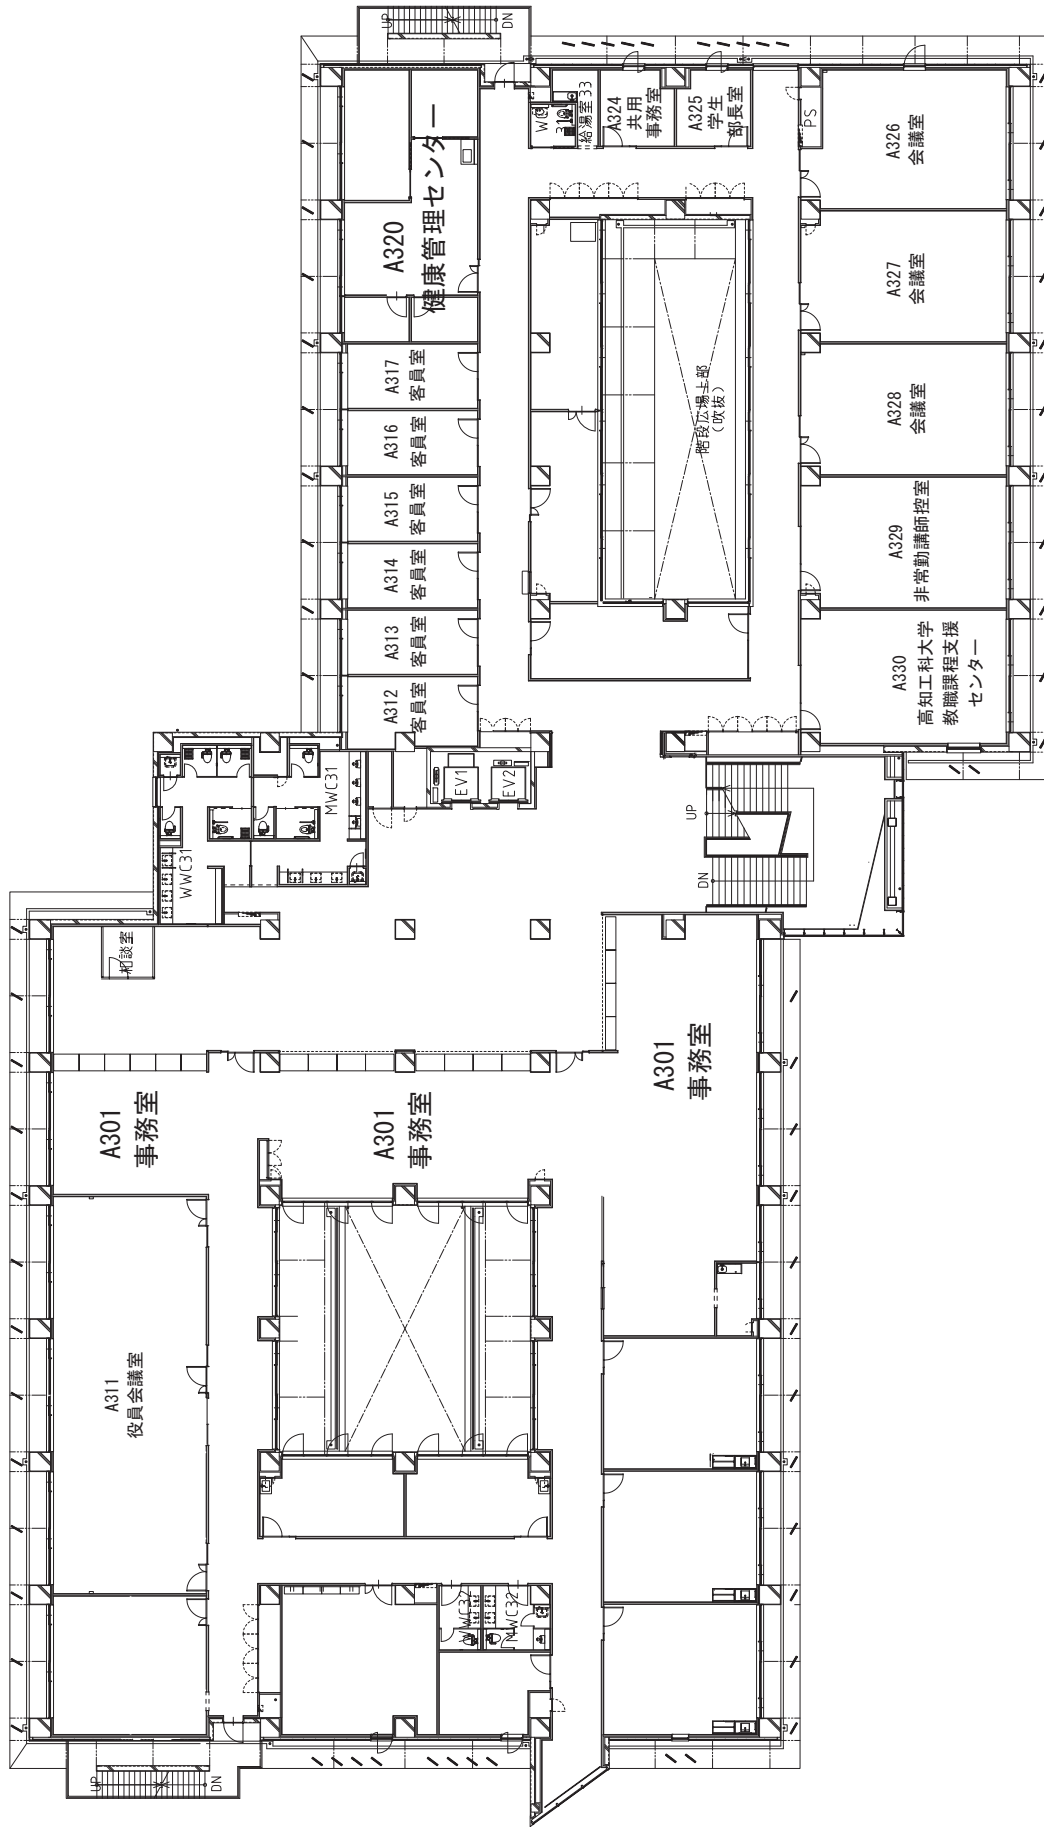 UP
DN
A320
健康管理センター
給湯室33
A324
共用
事務室
A325
学生
部長室
PS
A326
会議室
A327
会議室
A328
会議室
A329
非常勤講師控室
A330
高知工科大学
教職課程支援
センター
階段広場上部
(吹抜)
A317
客員室
A316
客員室
A315
客員室
A314
客員室
A313
客員室
A312
客員室
EV1
EV2
MWC31
WWC31
UP
DN
相談室
A301
事務室
A301
事務室
A301
事務室
A311
役員会議室
WWC32
MWC32
UP
DN